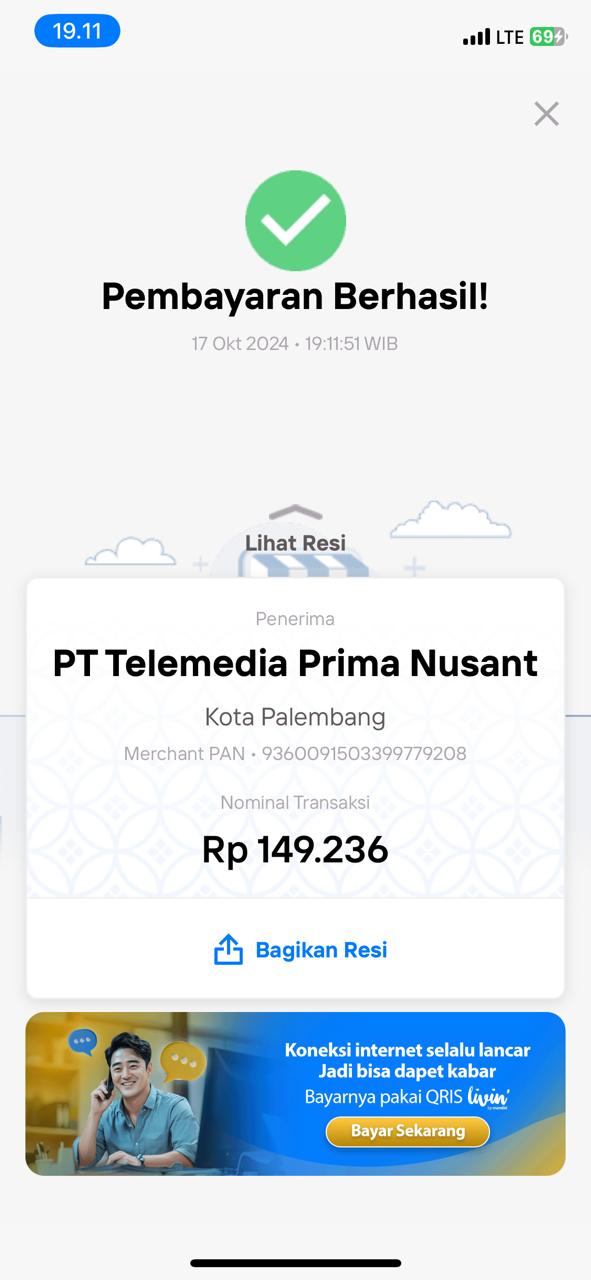 19.11
LTE 69
Pembayaran Berhasil!
17 Okt 2024 • 19:11:51 WIB
Lihat Resi
Penerima
PT Telemedia Prima Nusant
Kota Palembang
Merchant PAN • 9360091503399779208
Nominal Transaksi
Rp 149.236
Bagikan Resi
Koneksi internet selalu lancar
Jadi bisa dapet kabar
Bayarnya pakai QRIS livin'
by mandiri
Bayar Sekarang